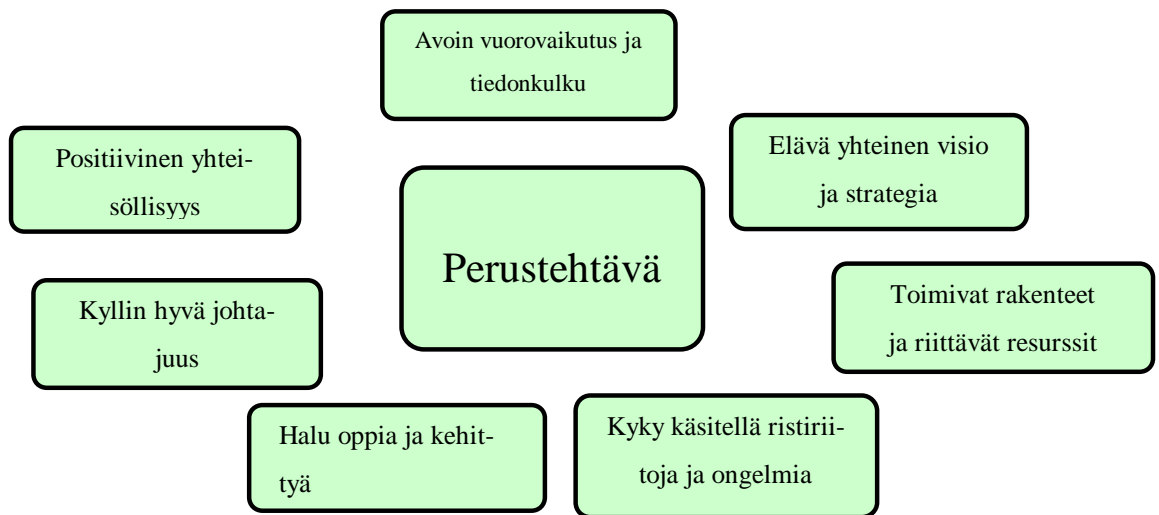 Avoin vuorovaikutus ja
tiedonkulku
Positiivinen yhtei-
söllisyys
Elävä yhteinen visio
ja strategia
Perustehtävä
Kyllin hyvä johta-
juus
Toimivat rakenteet
ja riittävät resurssit
Halu oppia ja kehit-
tyä
Kyky käsitellä ristirii-
toja ja ongelmia